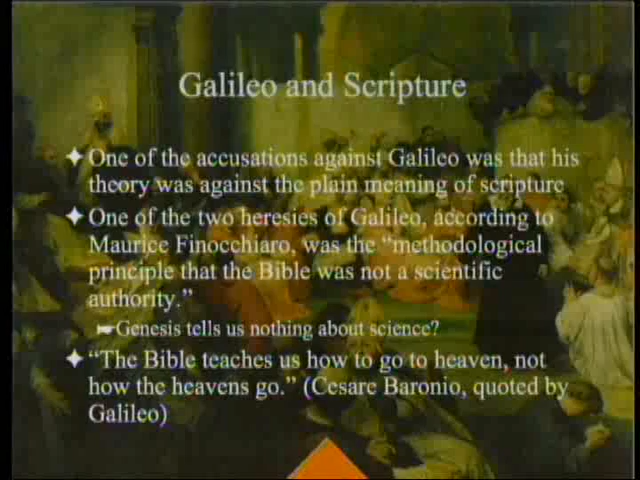 Galileo and Scripture
One of the accusations against Galileo was that his
theory was against the plain meaning of scripture
One of the two heresies of Galileo, according to
Maurice Finocchiaro, was the “methodological
principle that the Bible was not a scientific
authority.”
Genesis tells us nothing about science?
“The Bible teaches us how to go to heaven, not
how the heavens go.” (Cesare Baronio, quoted by
Galileo)